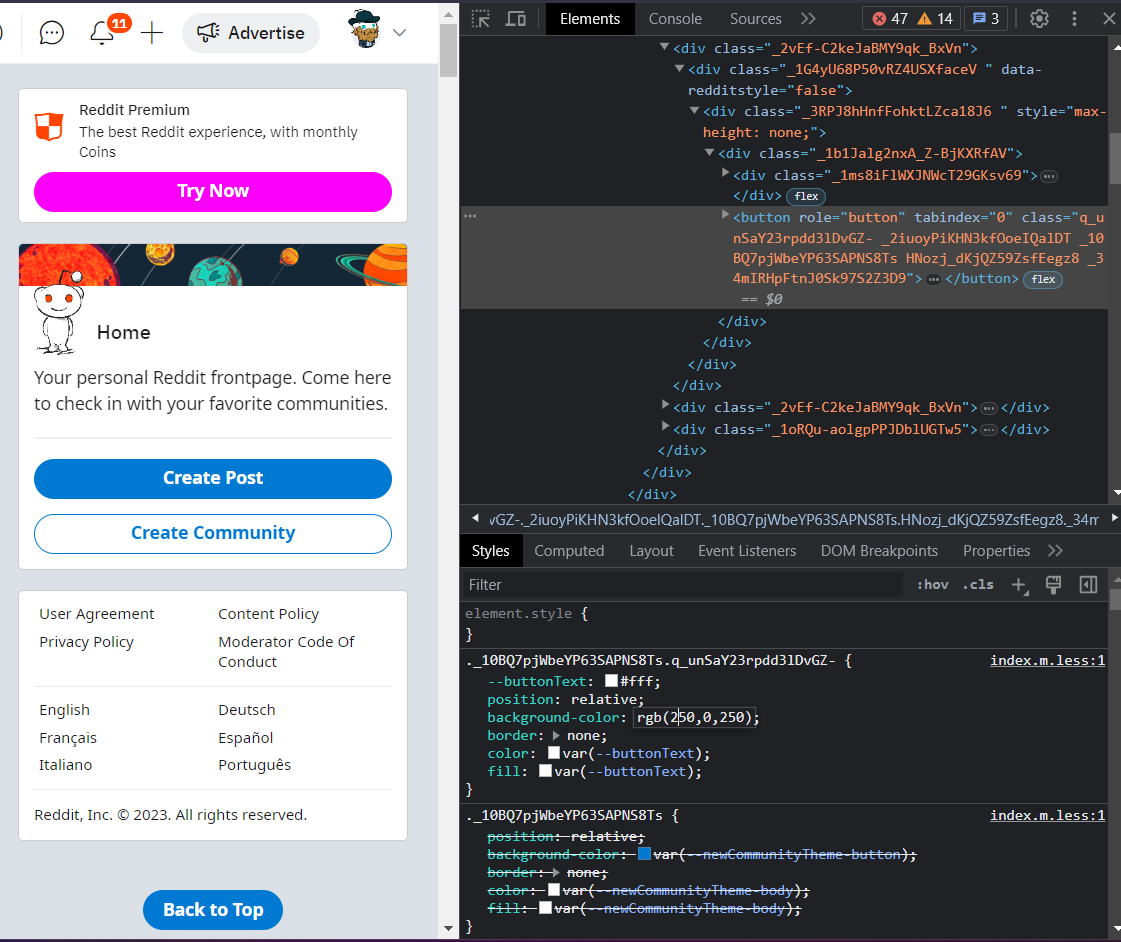 11
Advertise
Reddit Premium
The best Reddit experience, with monthly
Coins
Try Now
Home
Your personal Reddit frontpage. Come here
to check in with your favorite communities.
Create Post
Create Community
User Agreement
Content Policy
Privacy Policy
Moderator Code Of
Conduct
English
Deutsch
Français
Español
Italiano
Português
Reddit, Inc. © 2023. All rights reserved.
Back to Top
Elements Console Sources
47 14 3
<div class="_2vEf-C2keJaBMY9qk_BxVn">
<div class="_1G4yU68P50vRZ4USXfaceV " data-
redditstyle="false">
<div class="_3RPJ8hHnfFohktLZca18J6 " style="max-
height: none;">
<div class="_1b1Jalg2nxA_Z-BjKXRfAV">
<div class="_1ms8iFlWXJNWcT29GKsv69">…
</div> flex
<button role="button" tabindex="0" class="q_u
nSaY23rpdd3lDvGZ- _2iuoyPiKHN3kfOoeIQalDT _10
BQ7pjWbeYP63SAPNS8Ts HNozj_dKjQZ59ZsfEegz8 _3
4mIRHpFtnJ0Sk97S2Z3D9">… </button> flex
== $0
</div>
</div>
</div>
</div>
<div class="_2vEf-C2keJaBMY9qk_BxVn">… </div>
<div class="_1oRQu-aolgpPPJDblUGTw5">… </div>
</div>
</div>
</div>
vGZ-._2iuoyPiKHN3kfOoeIQalDT._10BQ7pjWbeYP63SAPNS8Ts.HNozj_dKjQZ59ZsfEegz8._34m
Styles Computed Layout Event Listeners DOM Breakpoints Properties
Filter :hov .cls
element.style {
}
._10BQ7pjWbeYP63SAPNS8Ts.q_unSaY23rpdd3lDvGZ- { index.m.less:1
--buttonText: #fff;
position: relative;
background-color: rgb(250,0,250);
border: none;
color: var(--buttonText);
fill: var(--buttonText);
}
._10BQ7pjWbeYP63SAPNS8Ts { index.m.less:1
position: relative;
background-color: var(--newCommunityTheme-button);
border: none;
color: var(--newCommunityTheme-body);
fill: var(--newCommunityTheme-body);
}